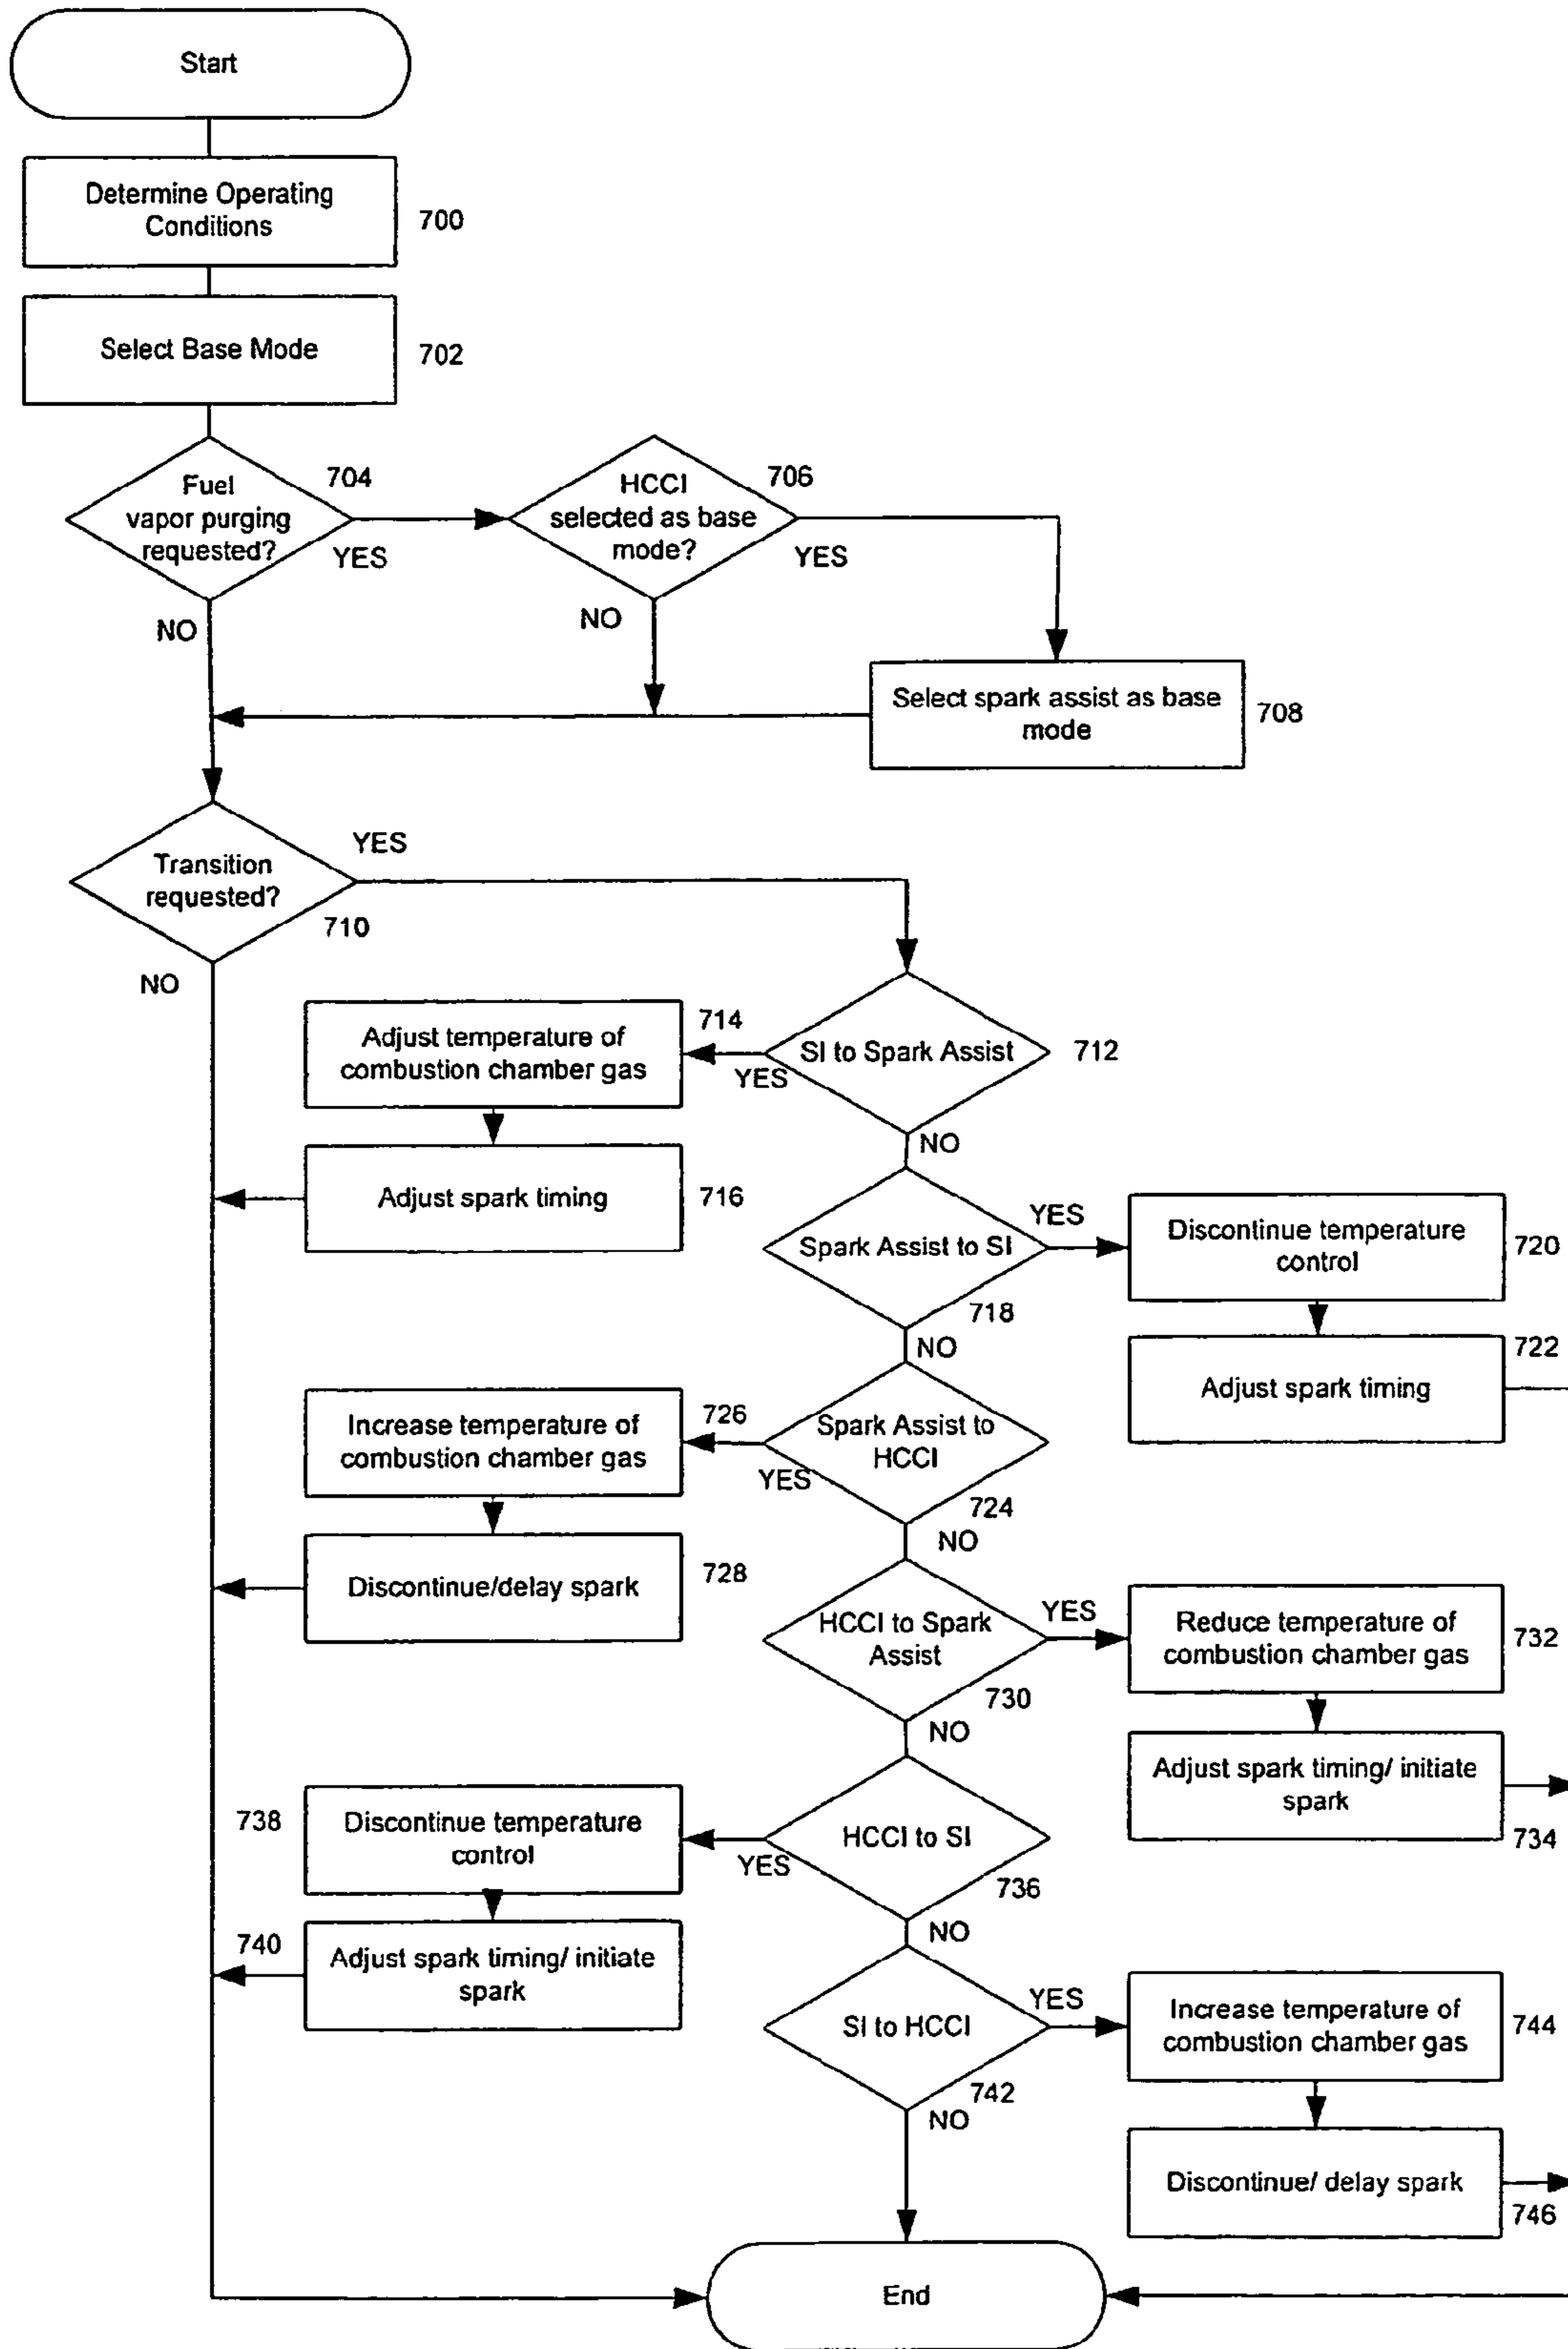 Start
Determine Operating
Conditions
700
Select Base Mode
702
Fuel
vapor purging
requested?
704
YES
NO
HCCI
selected as base
mode?
706
YES
NO
Select spark assist as base
mode
708
Transition
requested?
YES
710
NO
SI to Spark Assist
712
YES
NO
Adjust temperature of
combustion chamber gas
714
Adjust spark timing
716
Spark Assist to SI
718
YES
NO
Discontinue temperature
control
720
Adjust spark timing
722
Spark Assist to
HCCI
724
YES
NO
Increase temperature of
combustion chamber gas
726
Discontinue/delay spark
728
HCCI to Spark
Assist
730
YES
NO
Reduce temperature of
combustion chamber gas
732
Adjust spark timing/ initiate
spark
734
HCCI to SI
736
YES
NO
Discontinue temperature
control
738
Adjust spark timing/ initiate
spark
740
SI to HCCI
742
YES
NO
Increase temperature of
combustion chamber gas
744
Discontinue/ delay spark
746
End